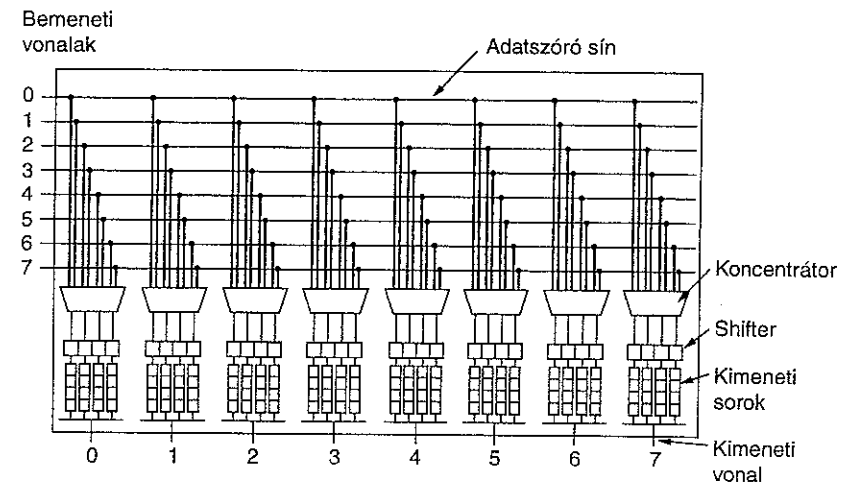 Bemeneti
vonalak
Adatszóró sín
0
1
2
3
4
5
6
7
Koncentrátor
Shifter
Kimeneti
sorok
0 1 2 3 4 5 6 7
Kimeneti
vonal